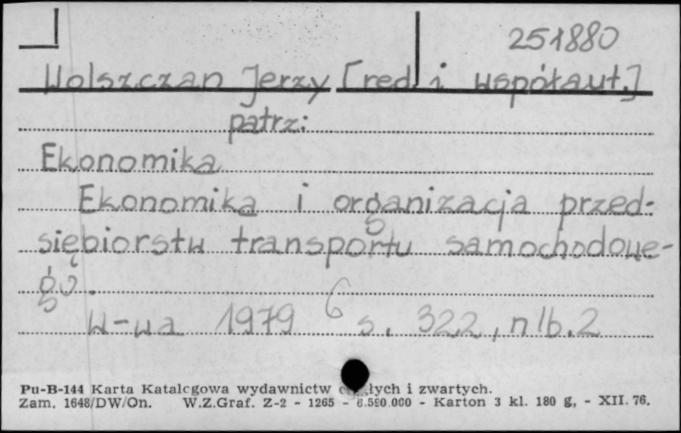 251880
Wolszczan Jerzy [red. i współaut.]
patrz:
Ekonomika
Ekonomika i organizacja przed-
siębiorstw transportu samochodowe-
go.
W-wa 1979 s. 322, nlb. 2
Pu-B-144 Karta Katalogowa wydawnictw i zwartych.
Zam. 1648/DW/On. W.Z.Graf. Z-2 - 1265 - 6.590.000 - Karton 3 kl. 180 g, - XII. 76.